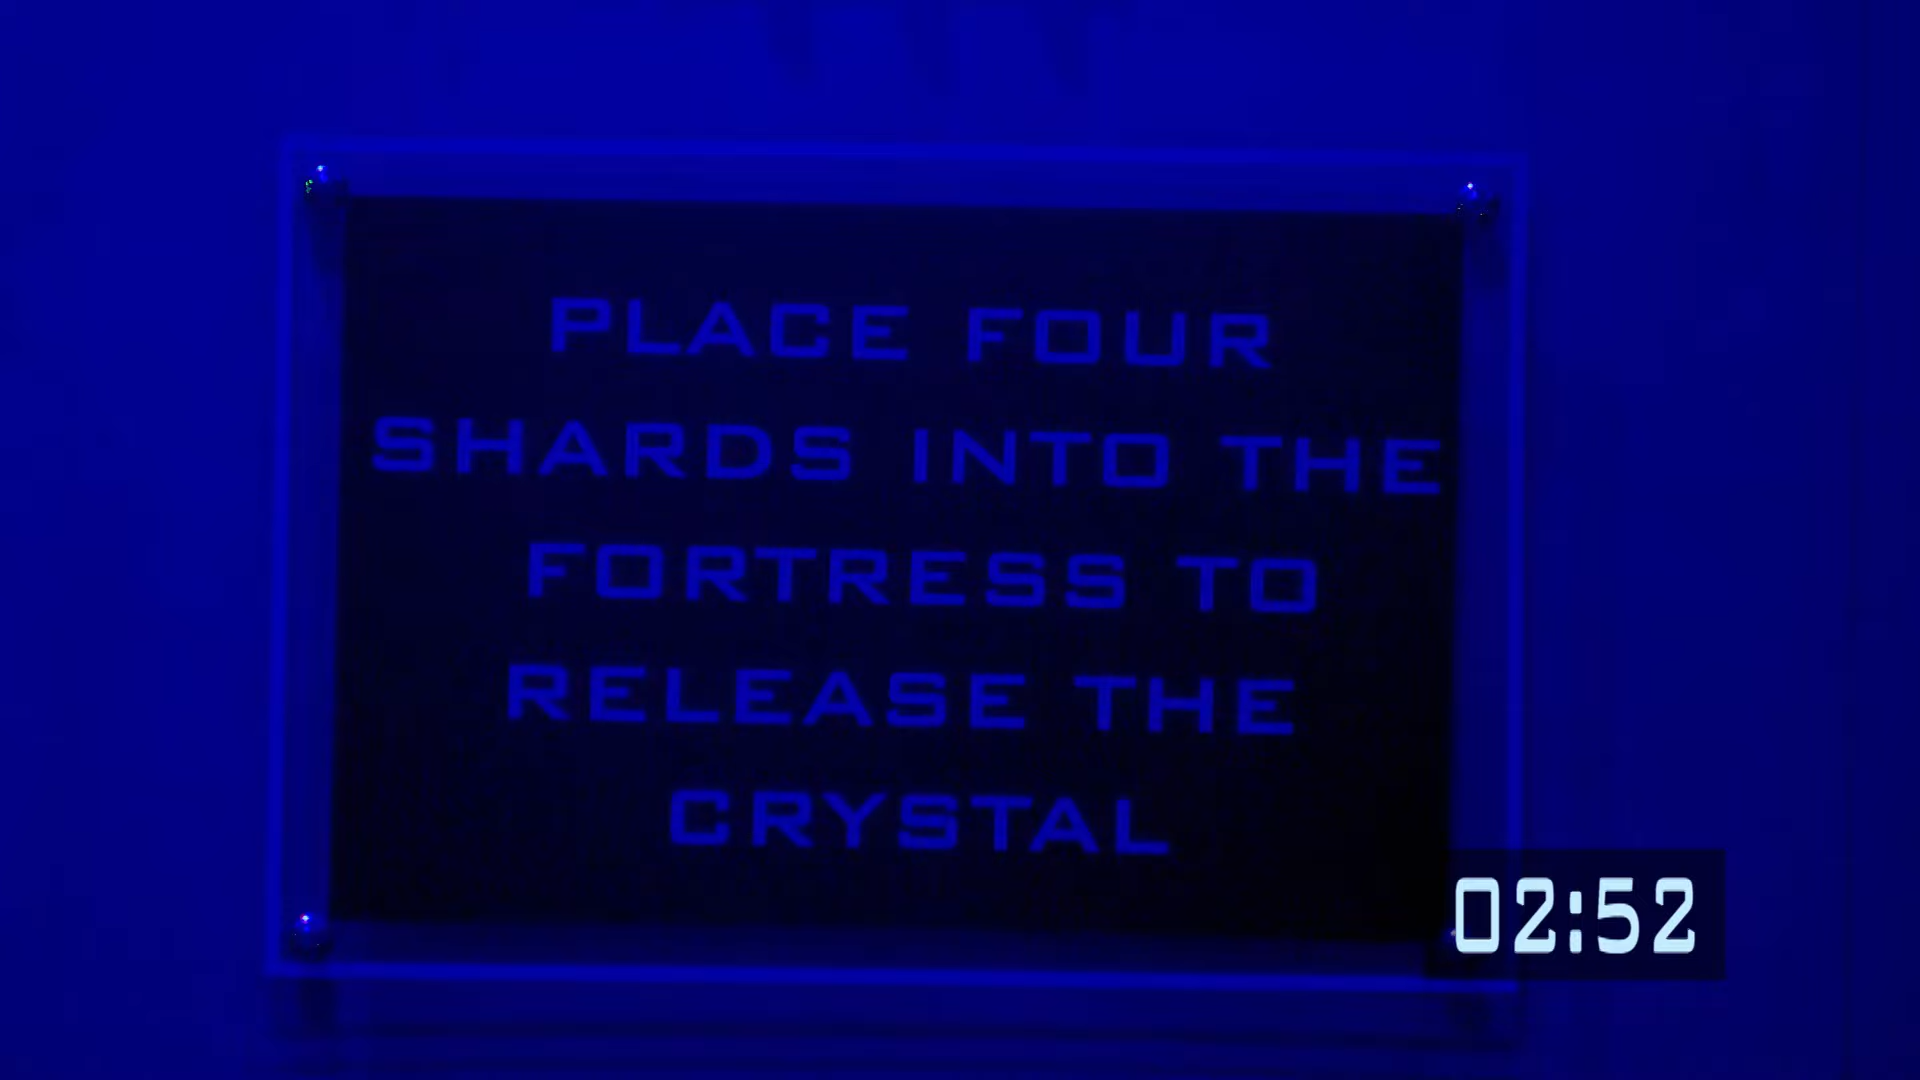 PLACE FOUR
SHARDS INTO THE
FORTRESS TO
RELEASE THE
CRYSTAL
02:52